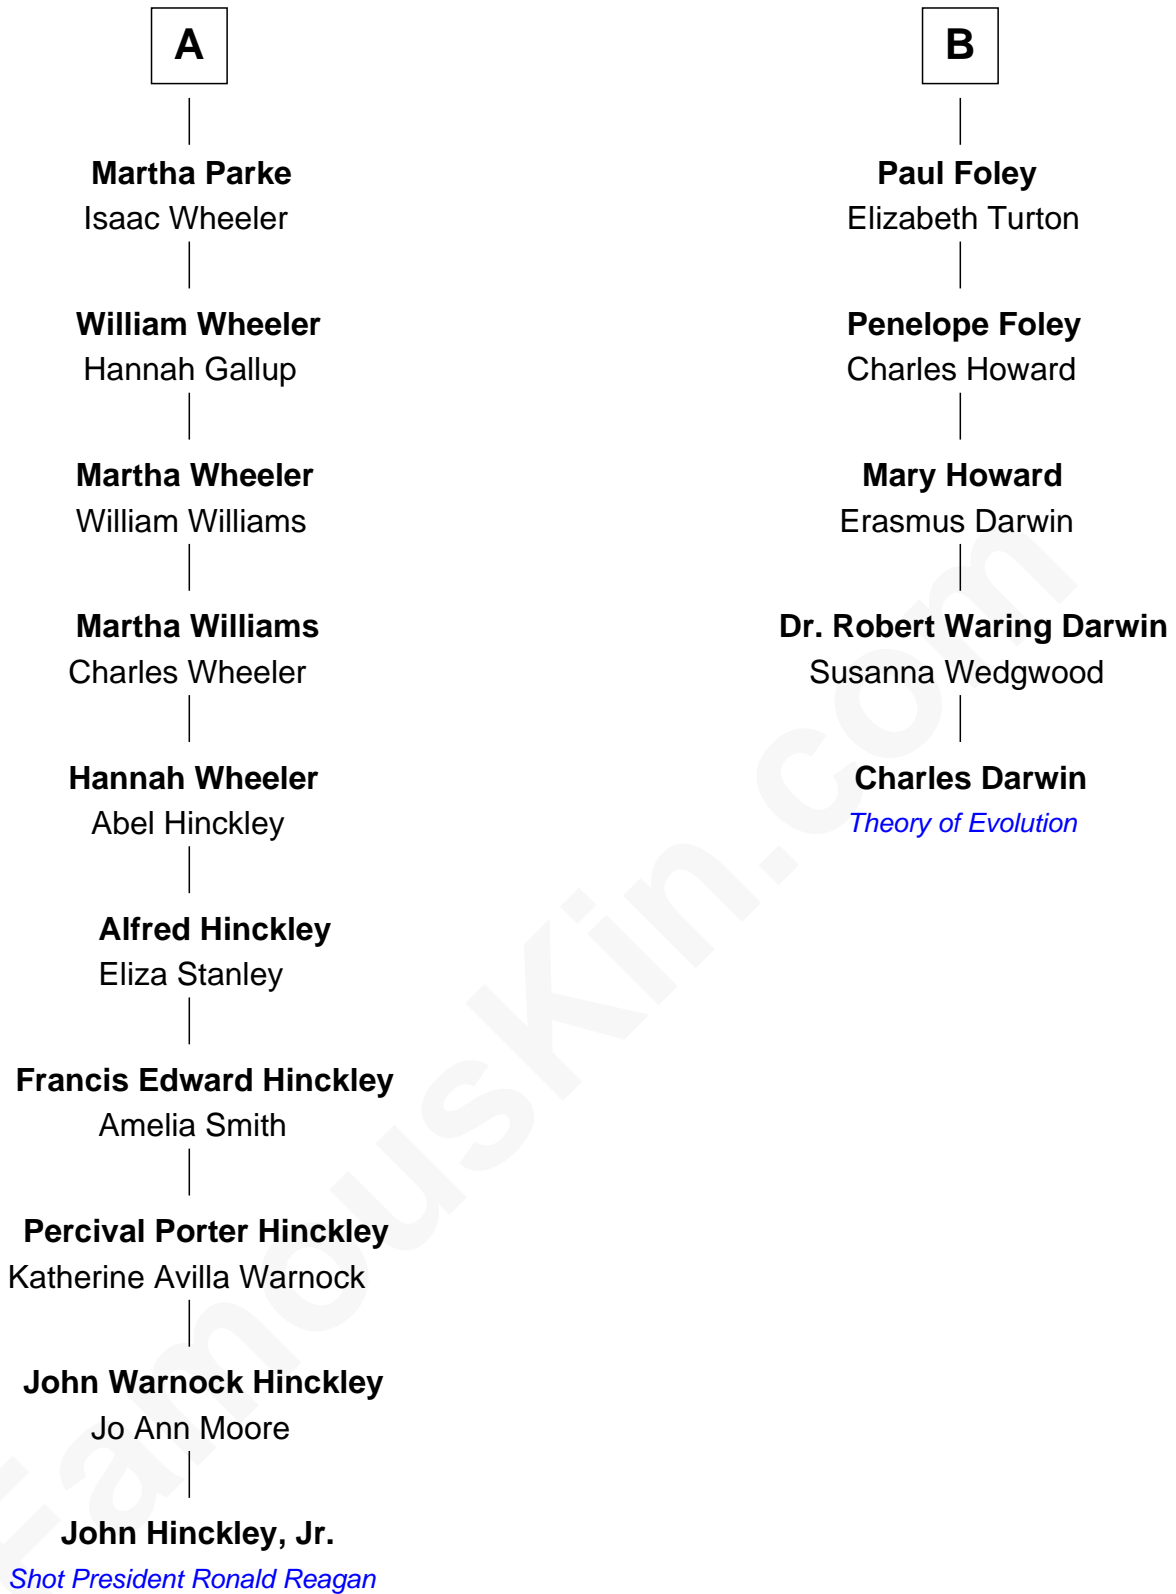 A
Martha Parke
Isaac Wheeler
William Wheeler
Hannah Gallup
Martha Wheeler
William Williams
Martha Williams
Charles Wheeler
Hannah Wheeler
Abel Hinckley
Alfred Hinckley
Eliza Stanley
Francis Edward Hinckley
Amelia Smith
Percival Porter Hinckley
Katherine Avilla Warnock
John Warnock Hinckley
Jo Ann Moore
John Hinckley, Jr.
Shot President Ronald Reagan
B
Paul Foley
Elizabeth Turton
Penelope Foley
Charles Howard
Mary Howard
Erasmus Darwin
Dr. Robert Waring Darwin
Susanna Wedgwood
Charles Darwin
Theory of Evolution
FamousKin.com